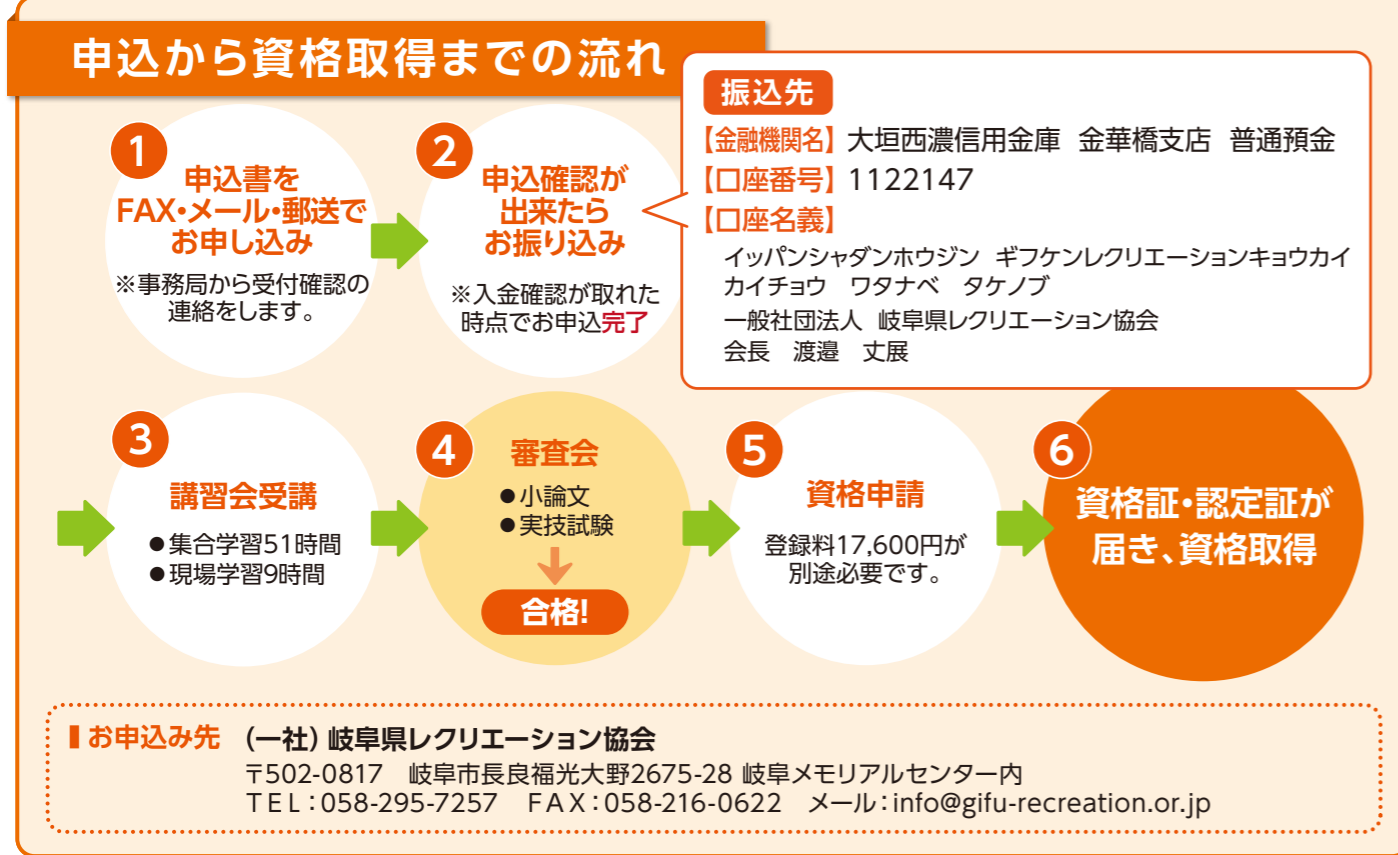 申込から資格取得までの流れ
1
申込書を
FAX・メール・郵送で
お申し込み
※事務局から受付確認の
連絡をします。
2
申込確認が
出来たら
お振り込み
※入金確認が取れた
時点でお申込完了
振込先
【金融機関名】大垣西濃信用金庫 金華橋支店 普通預金
【口座番号】1122147
【口座名義】
イッパンシャダンホウジン ギフケンレクリエーションキョウカイ
カイチョウ ワタナベ タケノブ
一般社団法人 岐阜県レクリエーション協会
会長 渡邉 丈展
3
講習会受講
●集合学習51時間
●現場学習9時間
4
審査会
●小論文
●実技試験
合格!
5
資格申請
登録料17,600円が
別途必要です。
6
資格証・認定証が
届き、資格取得
お申込み先 (一社)岐阜県レクリエーション協会
〒502-0817 岐阜市長良福光大野2675-28 岐阜メモリアルセンター内
TEL:058-295-7257 FAX:058-216-0622 メール:info@gifu-recreation.or.jp